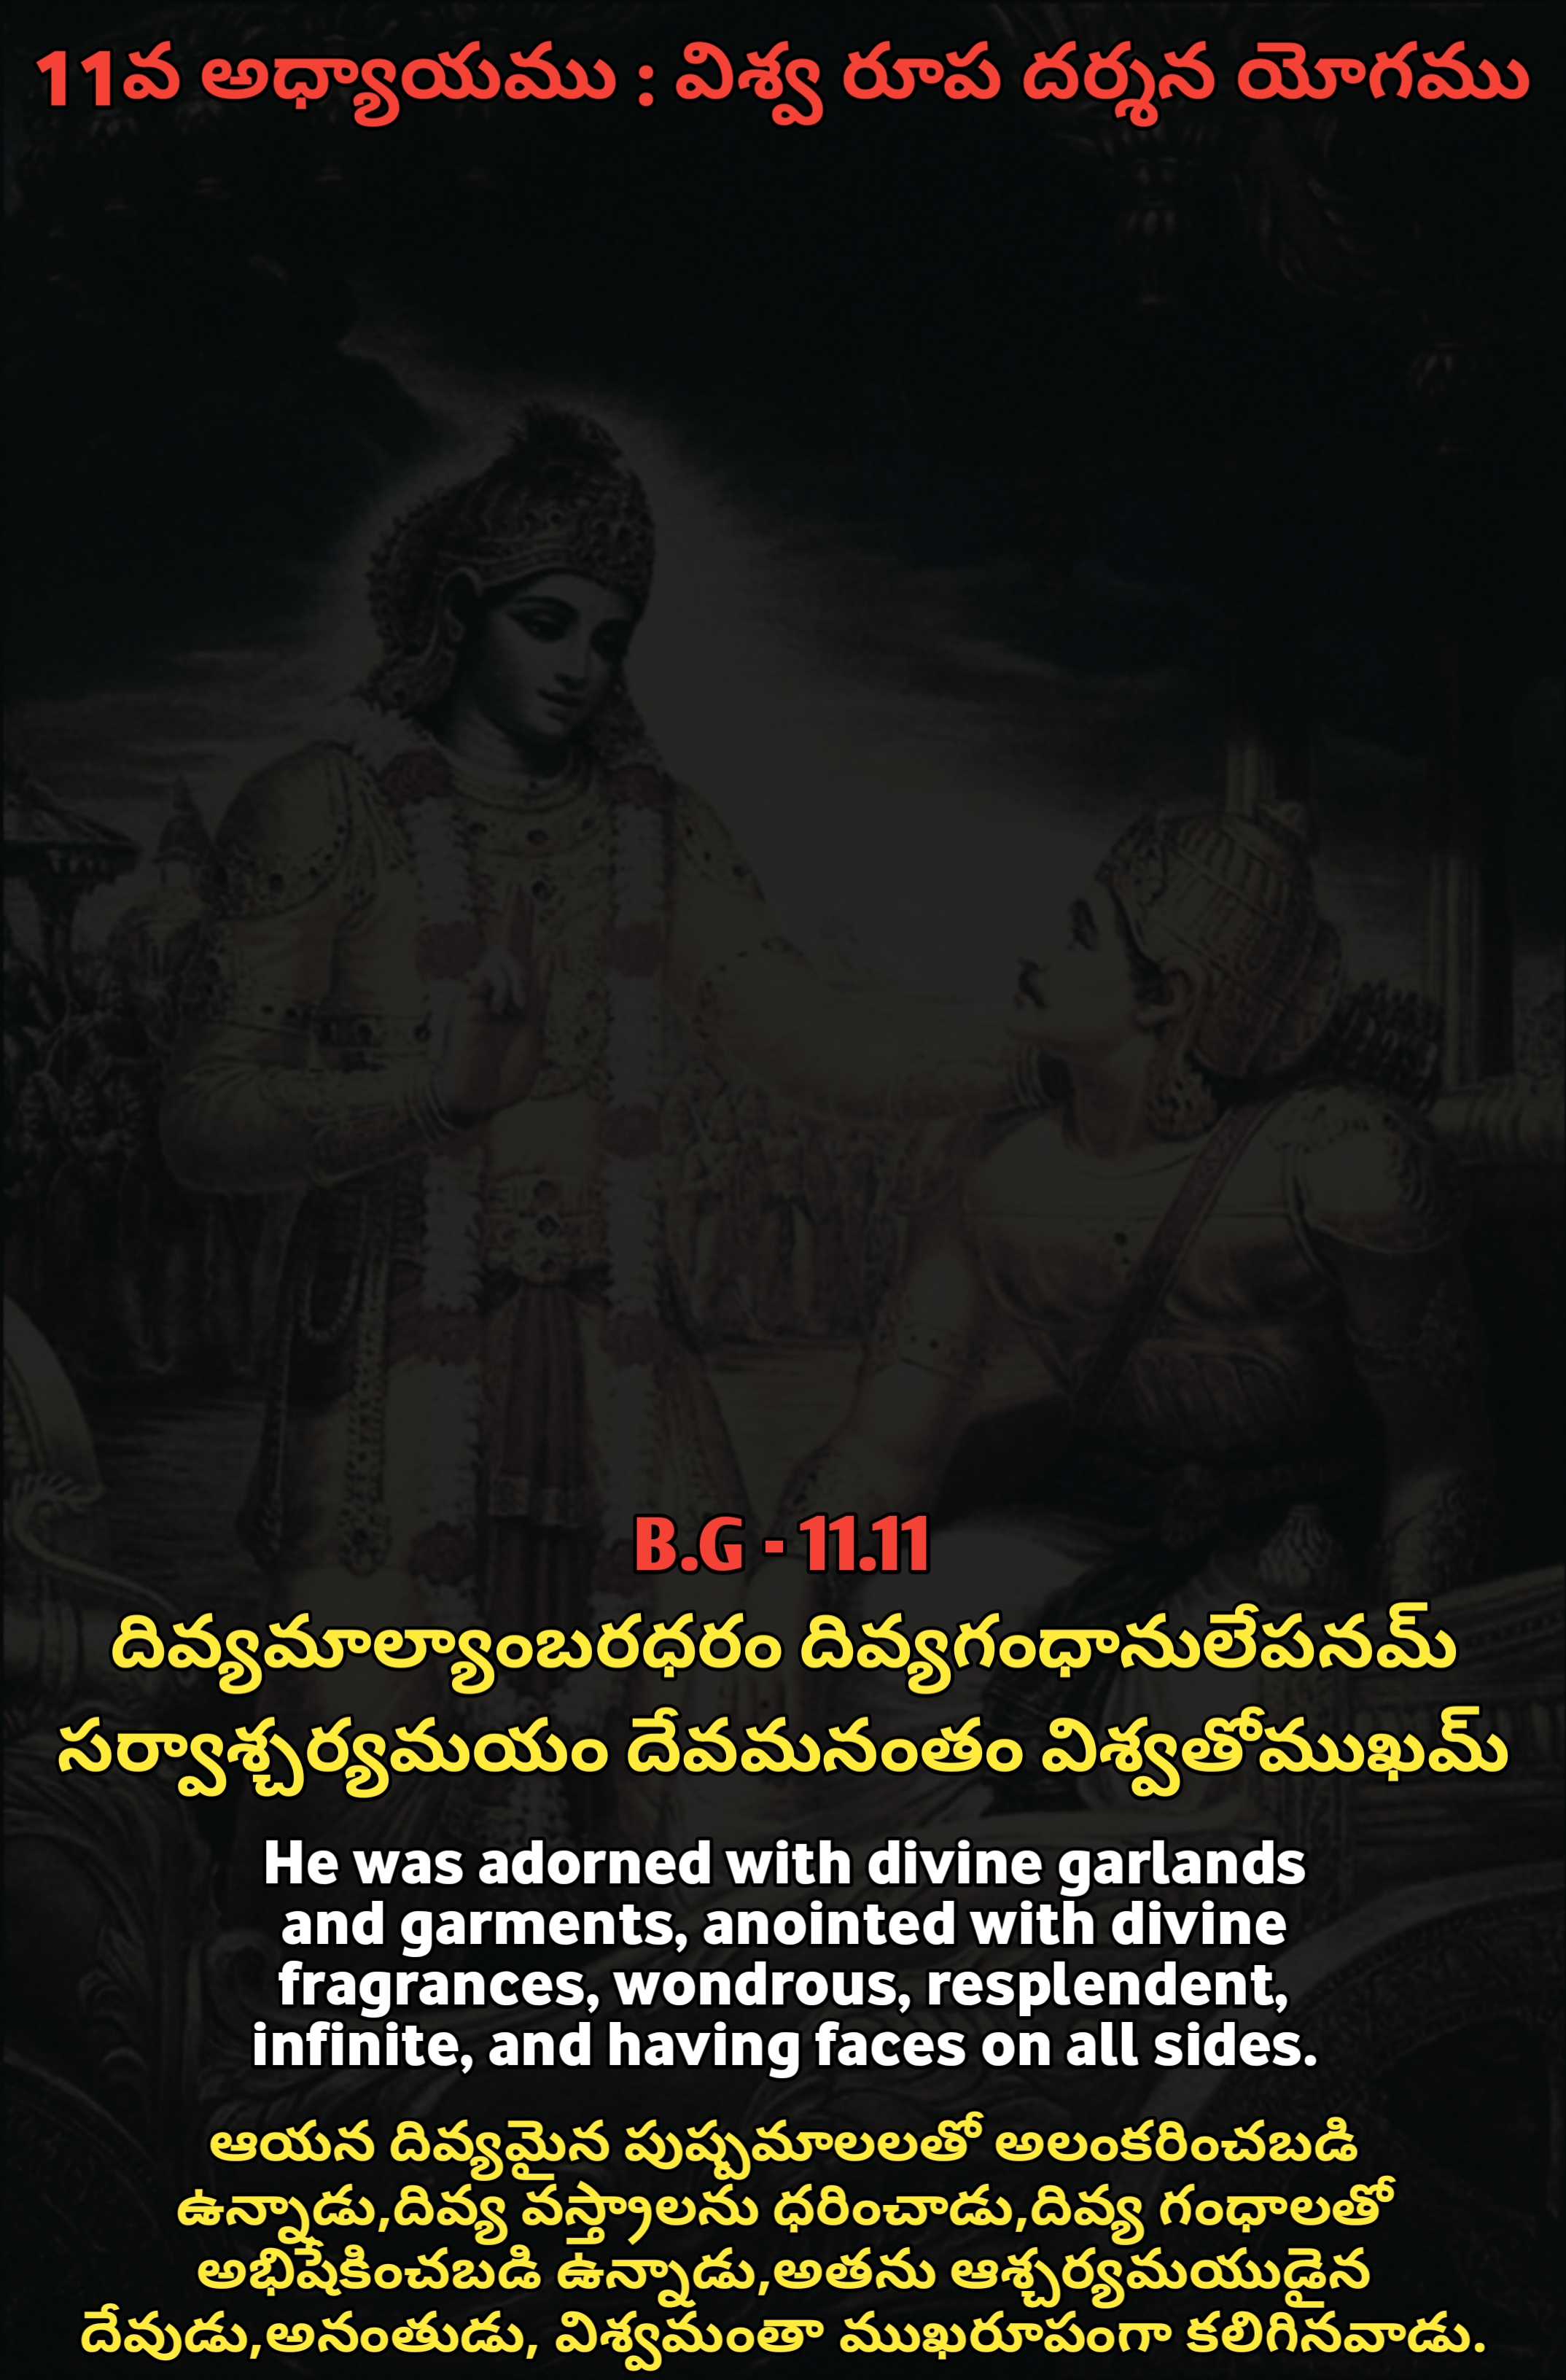 11వ అధ్యాయము : విశ్వ రూప దర్శన యోగము
B.G - 11.11
దివ్యమాల్యాంబరధరం దివ్యగంధానులేపనమ్
సర్వాశ్చర్యమయం దేవమనంతం విశ్వతోముఖమ్
He was adorned with divine garlands
and garments, anointed with divine
fragrances, wondrous, resplendent,
infinite, and having faces on all sides.
ఆయన దివ్యమైన పుష్పమాలలతో అలంకరించబడి
ఉన్నాడు,దివ్య వస్త్రాలను ధరించాడు,దివ్య గంధాలతో
అభిషేకించబడి ఉన్నాడు,అతను ఆశ్చర్యమయుడైన
దేవుడు,అనంతుడు, విశ్వమంతా ముఖరూపంగా కలిగినవాడు.